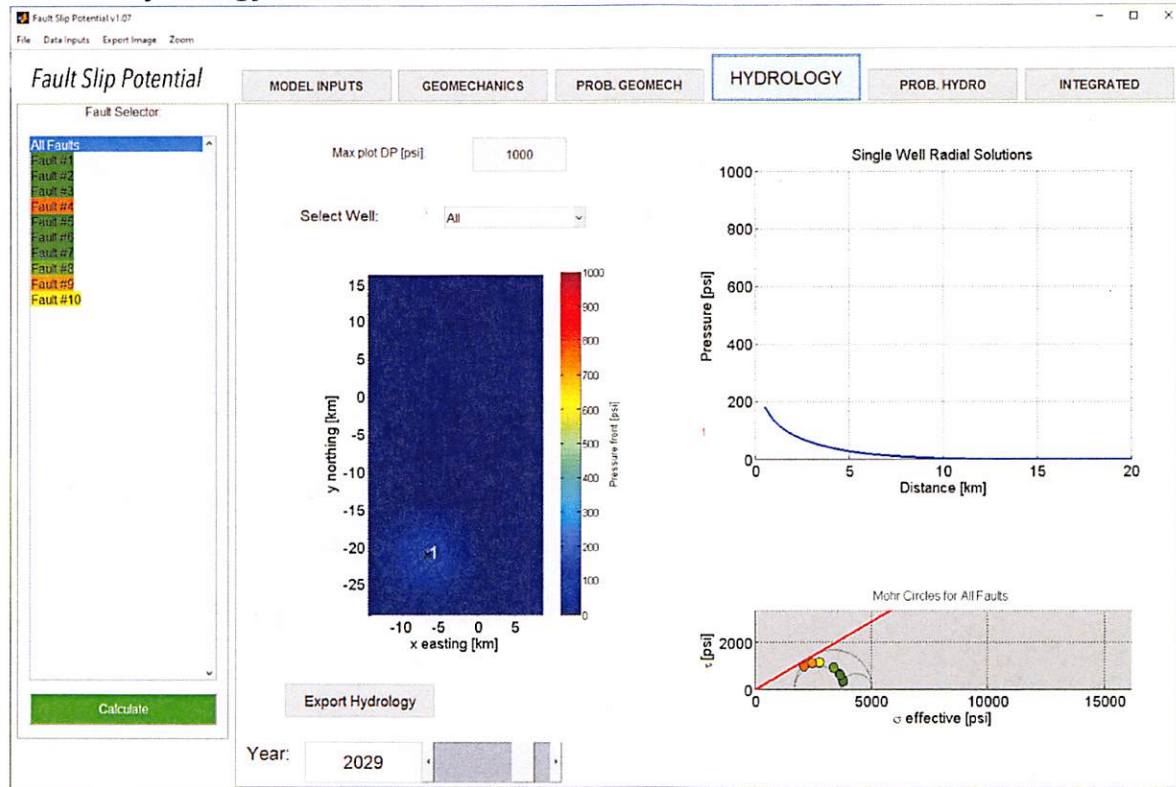 Fault Slip Potential v1.07
File Data Inputs Export Image Zoom
Fault Slip Potential
MODEL INPUTS
GEOMECHANICS
PROB. GEOMECH
HYDROLOGY
PROB. HYDRO
INTEGRATED
Fault Selector:
All Faults
Fault #1
Fault #2
Fault #3
Fault #4
Fault #5
Fault #6
Fault #7
Fault #8
Fault #9
Fault #10
Calculate
Max plot DP [psi]: 1000
Select Well: All
15
10
5
0
-5
-10
-15
-20
-25
y northing [km]
1
-10 -5 0 5
x easting [km]
1000
900
800
700
600
500
400
300
200
100
0
Pressure front [psi]
Export Hydrology
Year: 2029
Single Well Radial Solutions
1000
800
600
400
200
0
Pressure [psi]
1
0 5 10 15 20
Distance [km]
Mohr Circles for All Faults
2000
0
τ [psi]
0 5000 10000 15000
σ effective [psi]